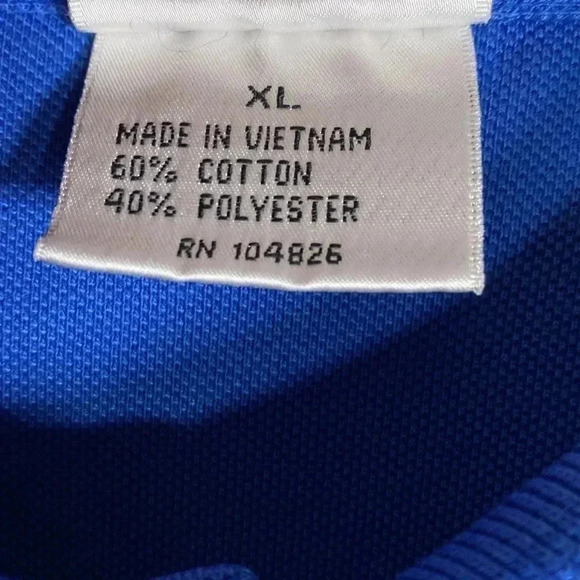 XL
MADE IN VIETNAM
60% COTTON
40% POLYESTER
RN 104826